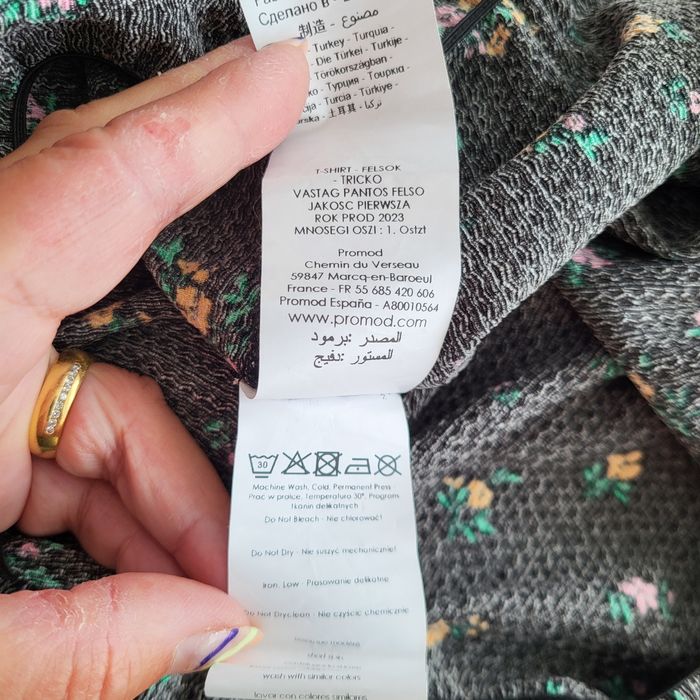 Сделано в
制造 - مصنوع
- Turkey - Turquia
- Die Türkei - Turkije -
Törökországban -
- Турция - Τουρκία -
- Turcia - Türkiye -
- 土耳其 - تركيا
T-SHIRT - FELSOK
- TRICKO
VASTAG PANTOS FELSO
JAKOSC PIERWSZA
ROK PROD 2023
MNOSEGI OSZI : 1. Ostzt
Promod
Chemin du Verseau
59847 Marcq-en-Baroeul
France - FR 55 685 420 606
Promod España - A80010564
www.promod.com
المصدر: برمود
المستور: دفيج
30
Machine Wash, Cold, Permanent Press -
Prać w pralce, Temperatura 30°, Program
tkanin delikatnych
Do Not Bleach - Nie chlorować!
Do Not Dry - Nie suszyć mechanicznie!
Iron, Low - Prasowanie delikatne
Do Not Dryclean - Nie czyścić chemicznie
wash with similar colors
lavar con colores similares